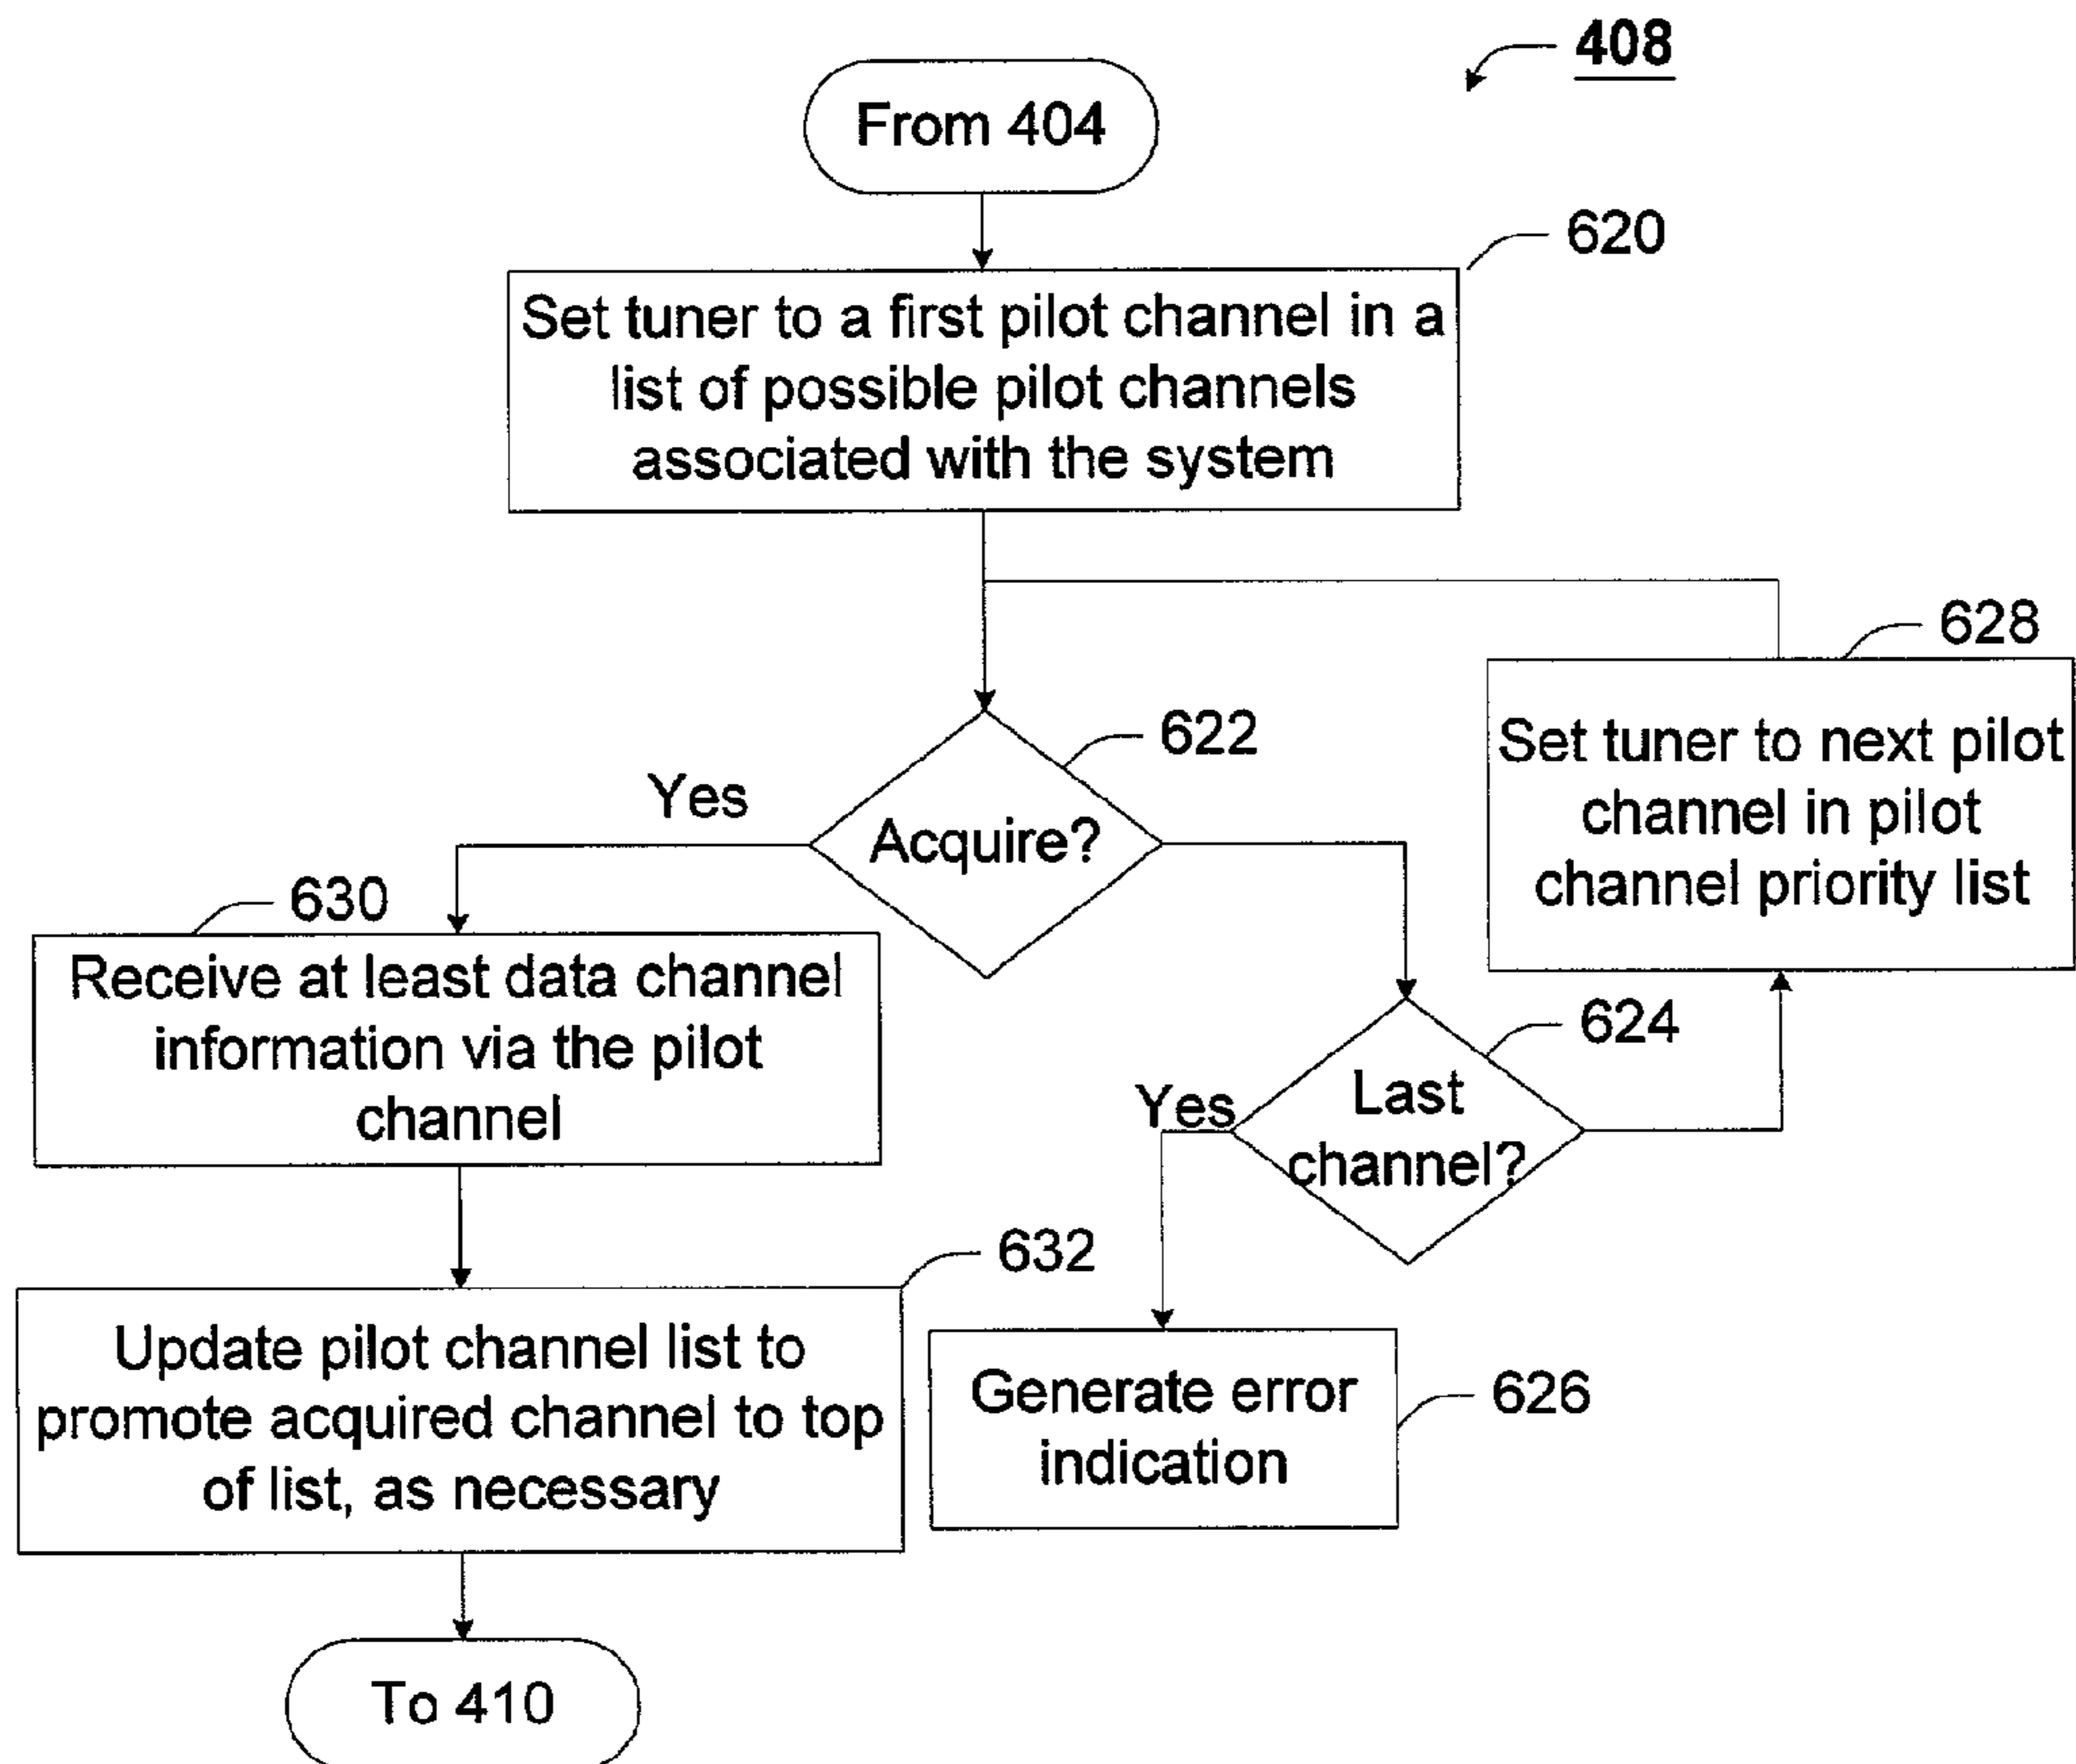 408
From 404
620
Set tuner to a first pilot channel in a
list of possible pilot channels
associated with the system
628
Set tuner to next pilot
channel in pilot
channel priority list
622
Yes
Acquire?
630
Receive at least data channel
information via the pilot
channel
624
Yes
Last
channel?
632
Update pilot channel list to
promote acquired channel to top
of list, as necessary
626
Generate error
indication
To 410